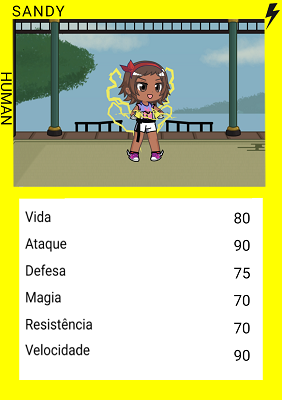 SANDY
HUMAN
Vida 80
Ataque 90
Defesa 75
Magia 70
Resistência 70
Velocidade 90